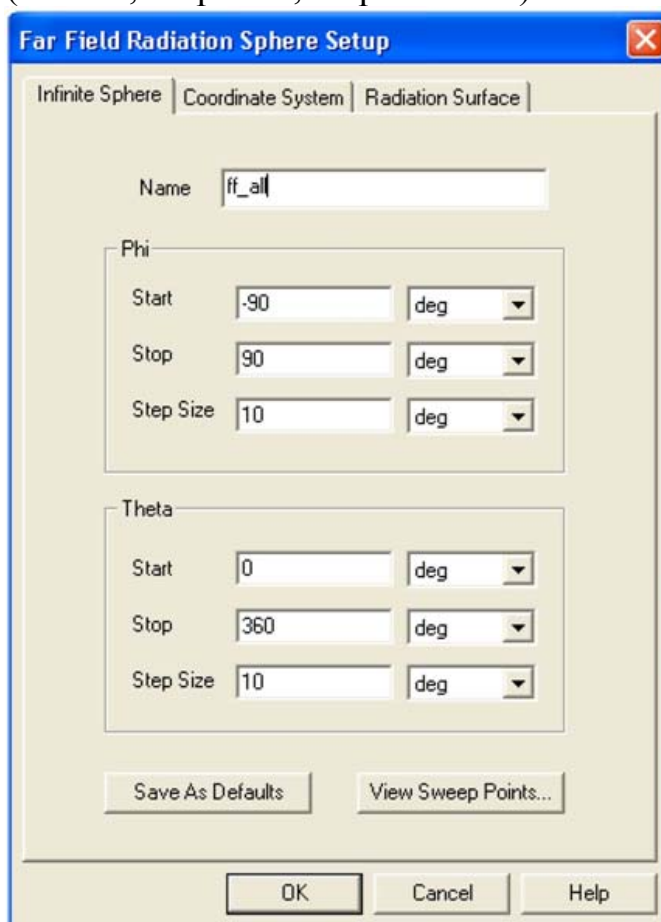 Far Field Radiation Sphere Setup
Infinite Sphere Coordinate System Radiation Surface
Name ff_all
Phi
Start -90 deg
Stop 90 deg
Step Size 10 deg
Theta
Start 0 deg
Stop 360 deg
Step Size 10 deg
Save As Defaults View Sweep Points...
OK Cancel Help